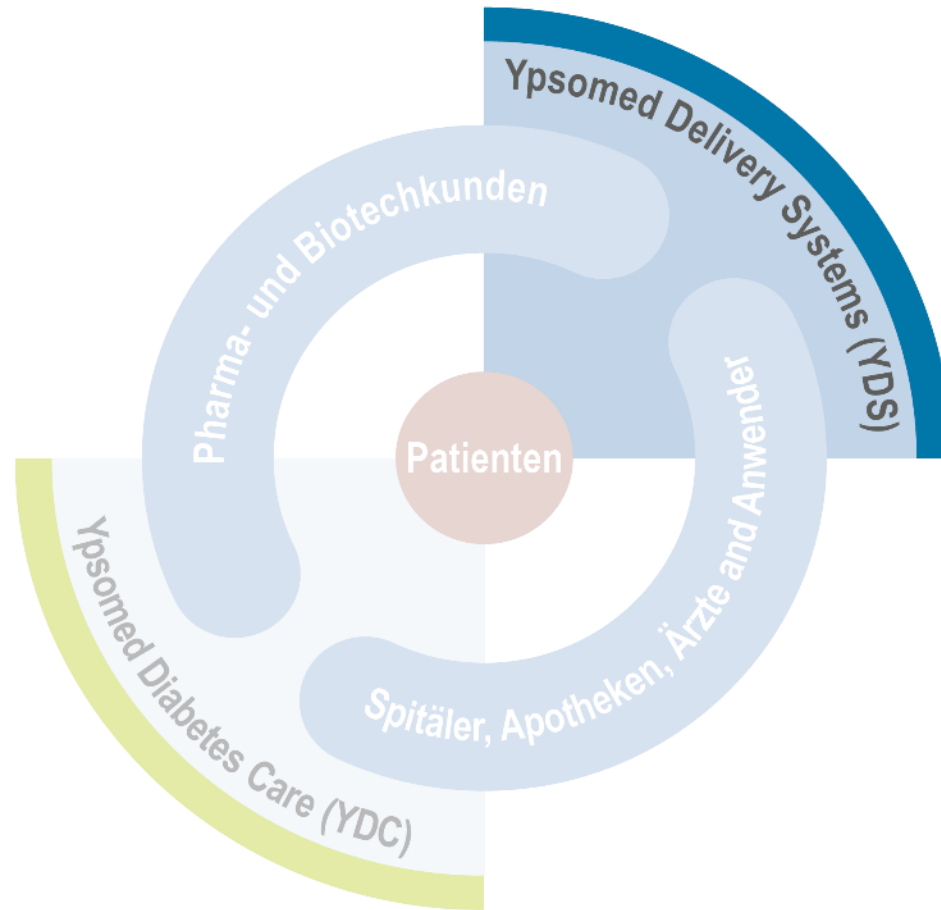 Ypsomed Delivery Systems (YDS)
Pharma- und Biotechkunden
Patienten
Spitäler, Apotheken, Ärzte and Anwender
Ypsomed Diabetes Care (YDC)